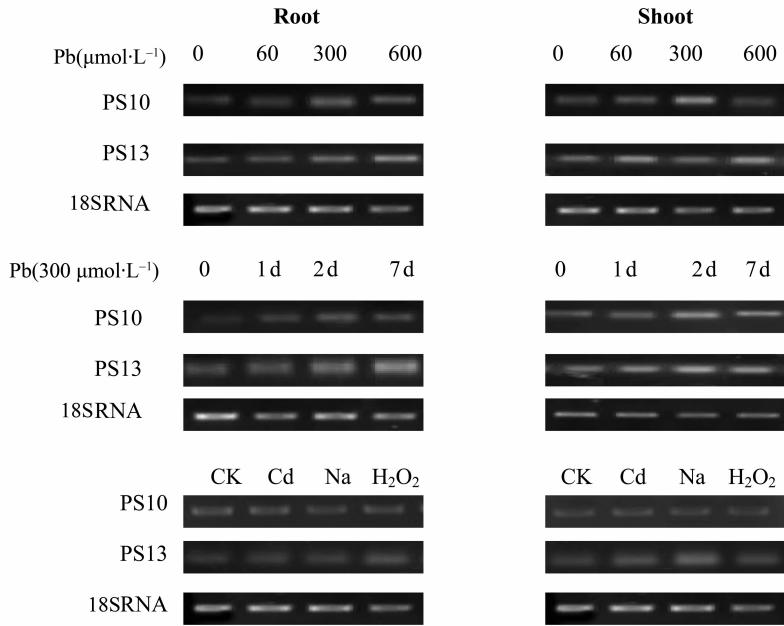 Root Shoot
Pb(μmol·L⁻¹) 0 60 300 600 0 60 300 600
PS10
PS13
18SRNA
Pb(300 μmol·L⁻¹) 0 1 d 2 d 7 d 0 1 d 2 d 7 d
PS10
PS13
18SRNA
CK Cd Na H₂O₂ CK Cd Na H₂O₂
PS10
PS13
18SRNA